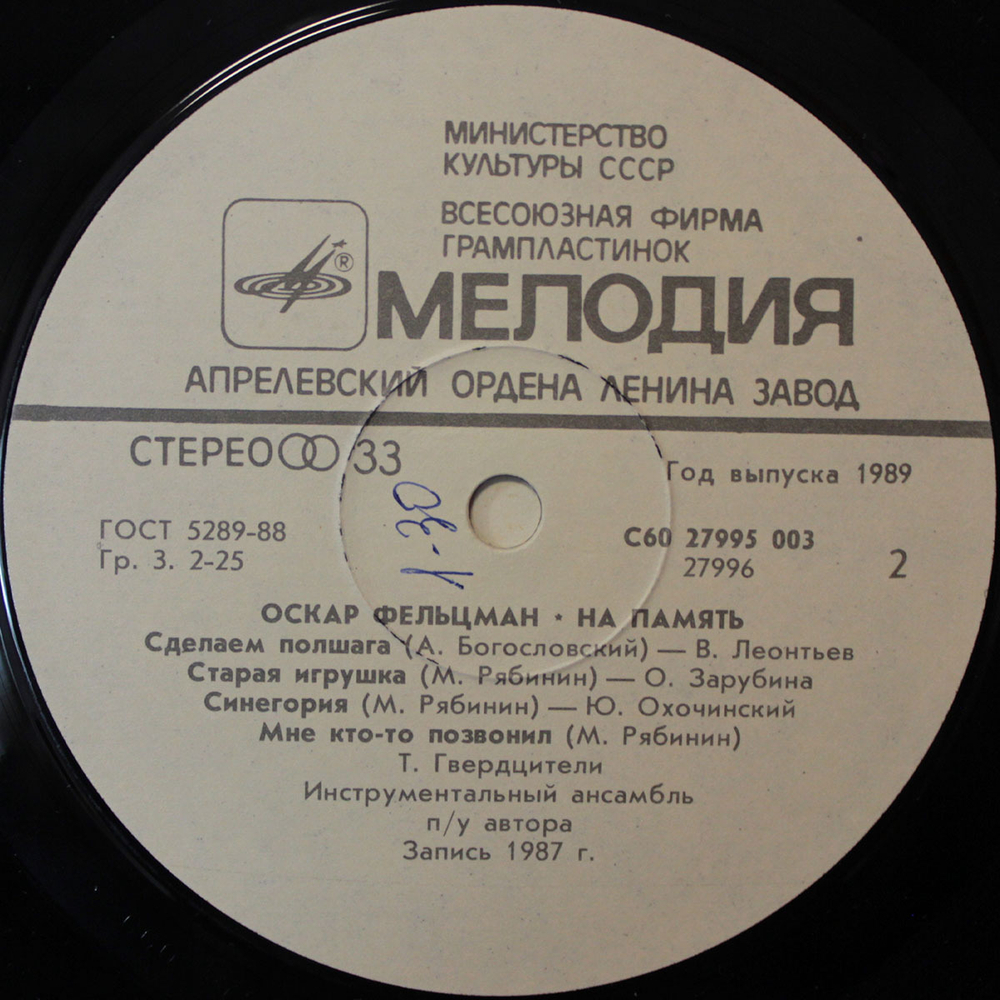 МИНИСТЕРСТВО
КУЛЬТУРЫ СССР
ВСЕСОЮЗНАЯ ФИРМА
ГРАМПЛАСТИНОК
®
МЕЛОДИЯ
АПРЕЛЕВСКИЙ ОРДЕНА ЛЕНИНА ЗАВОД
СТЕРЕО 33
Год выпуска 1989
ГОСТ 5289-88
Гр. 3. 2-25
1-30
С60 27995 003
27996
2
ОСКАР ФЕЛЬЦМАН • НА ПАМЯТЬ
Сделаем полшага (А. Богословский) — В. Леонтьев
Старая игрушка (М. Рябинин) — О. Зарубина
Синегория (М. Рябинин) — Ю. Охочинский
Мне кто-то позвонил (М. Рябинин)
Т. Гвердцители
Инструментальный ансамбль
п/у автора
Запись 1987 г.